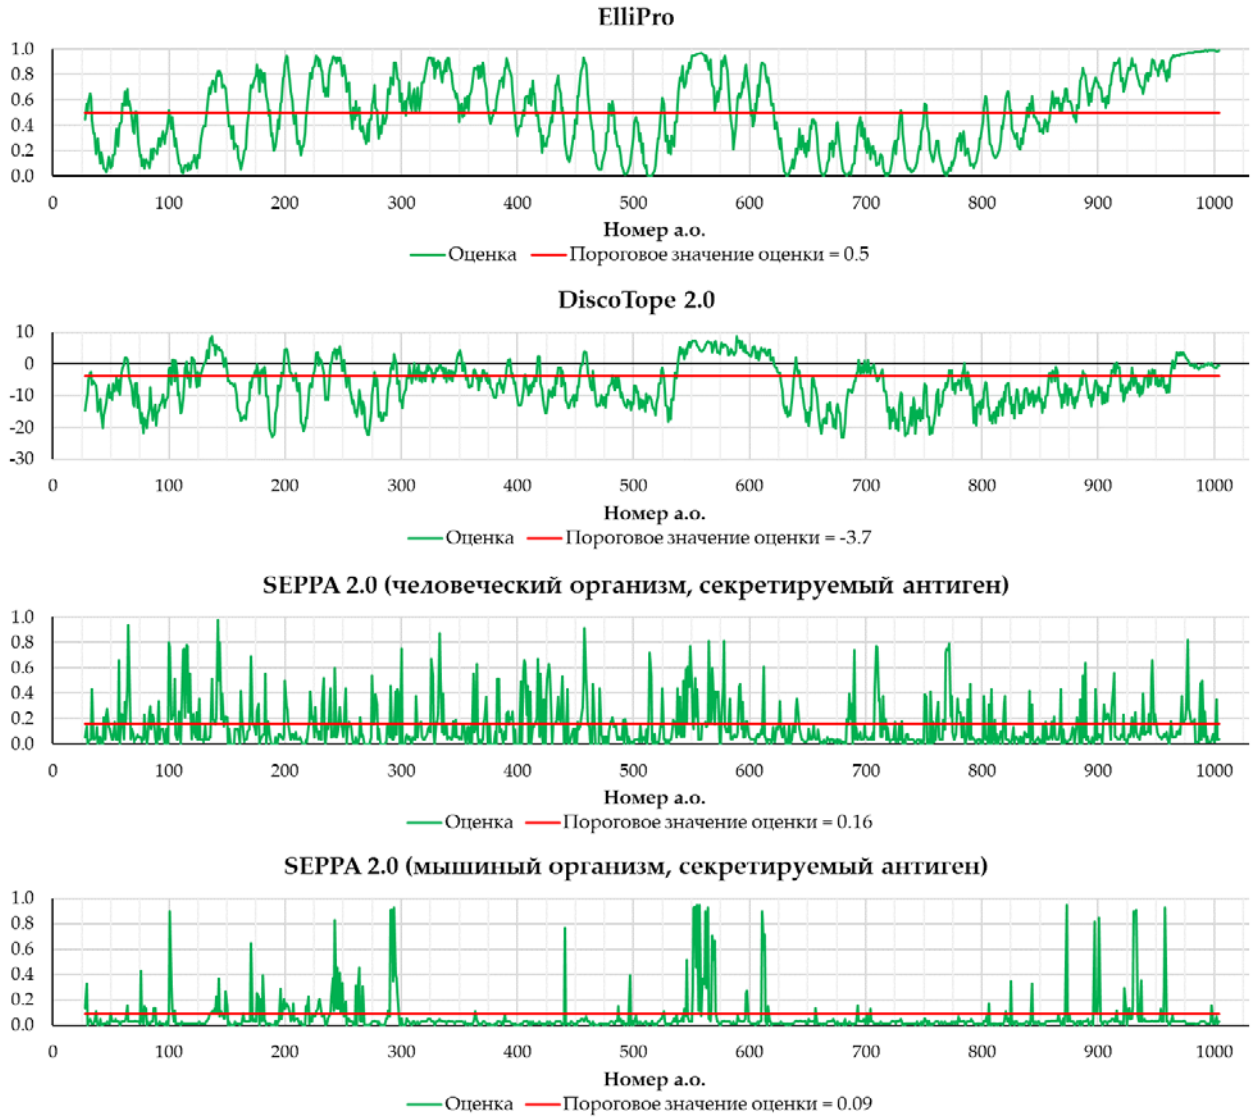 ElliPro
1.0
0.8
0.6
0.4
0.2
0.0
0 100 200 300 400 500 600 700 800 900 1000
Номер а.о.
Оценка Пороговое значение оценки = 0.5
DiscoTope 2.0
10
0
-10
-20
-30
0 100 200 300 400 500 600 700 800 900 1000
Номер а.о.
Оценка Пороговое значение оценки = -3.7
SEPPA 2.0 (человеческий организм, секретируемый антиген)
1.0
0.8
0.6
0.4
0.2
0.0
0 100 200 300 400 500 600 700 800 900 1000
Номер а.о.
Оценка Пороговое значение оценки = 0.16
SEPPA 2.0 (мышиный организм, секретируемый антиген)
1.0
0.8
0.6
0.4
0.2
0.0
0 100 200 300 400 500 600 700 800 900 1000
Номер а.о.
Оценка Пороговое значение оценки = 0.09